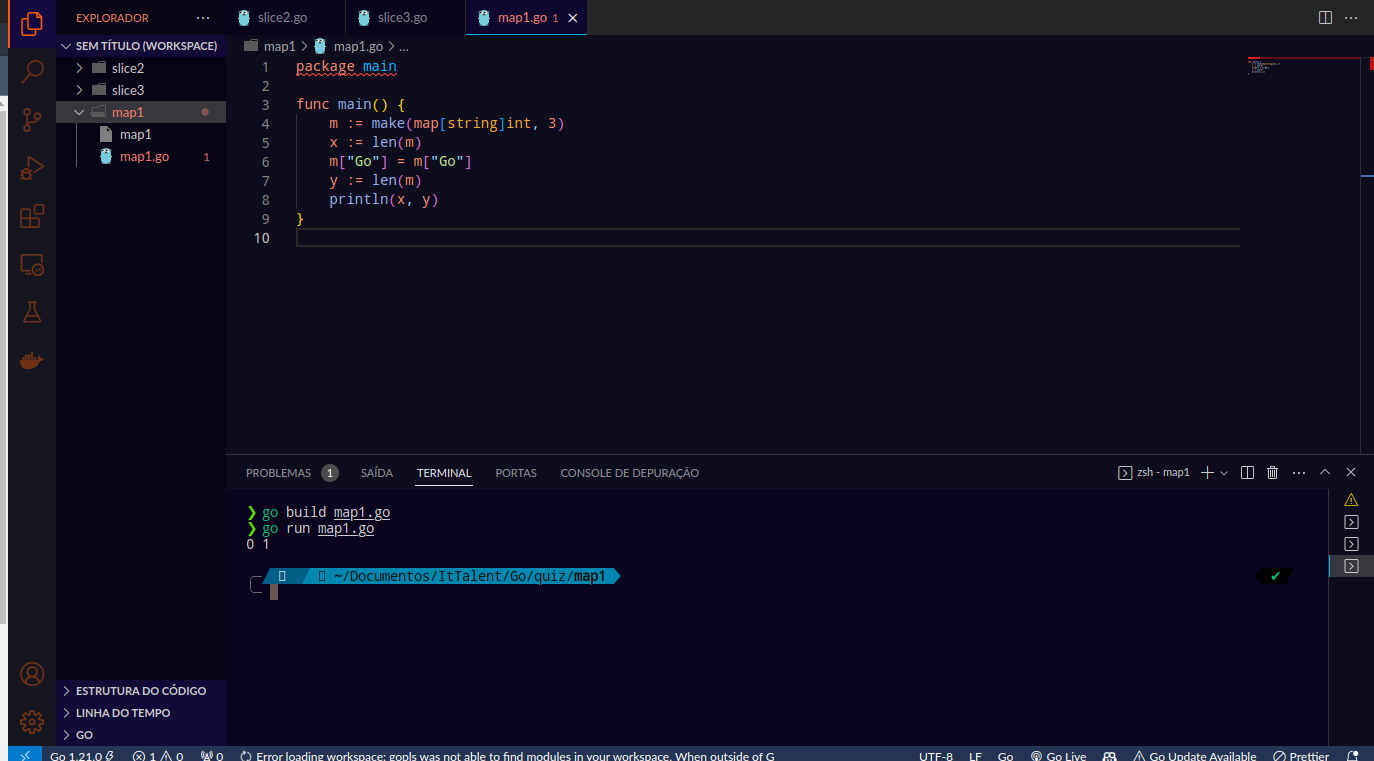 EXPLORADOR ···
slice2.go slice3.go map1.go 1
SEM TÍTULO (WORKSPACE)
slice2
slice3
map1
map1
map1.go 1
ESTRUTURA DO CÓDIGO
LINHA DO TEMPO
GO
map1 > map1.go > ...
1 package main
2
3 func main() {
4 m := make(map[string]int, 3)
5 x := len(m)
6 m["Go"] = m["Go"]
7 y := len(m)
8 println(x, y)
9 }
10
PROBLEMAS 1 SAÍDA TERMINAL PORTAS CONSOLE DE DEPURAÇÃO zsh - map1
❯ go build map1.go
❯ go run map1.go
0 1
~/Documentos/ItTalent/Go/quiz/map1 ✔
Go 1.21.0 1 0 0 Error loading workspace: gopls was not able to find modules in your workspace. When outside of G UTF-8 LF Go Go Live Go Update Available Prettier